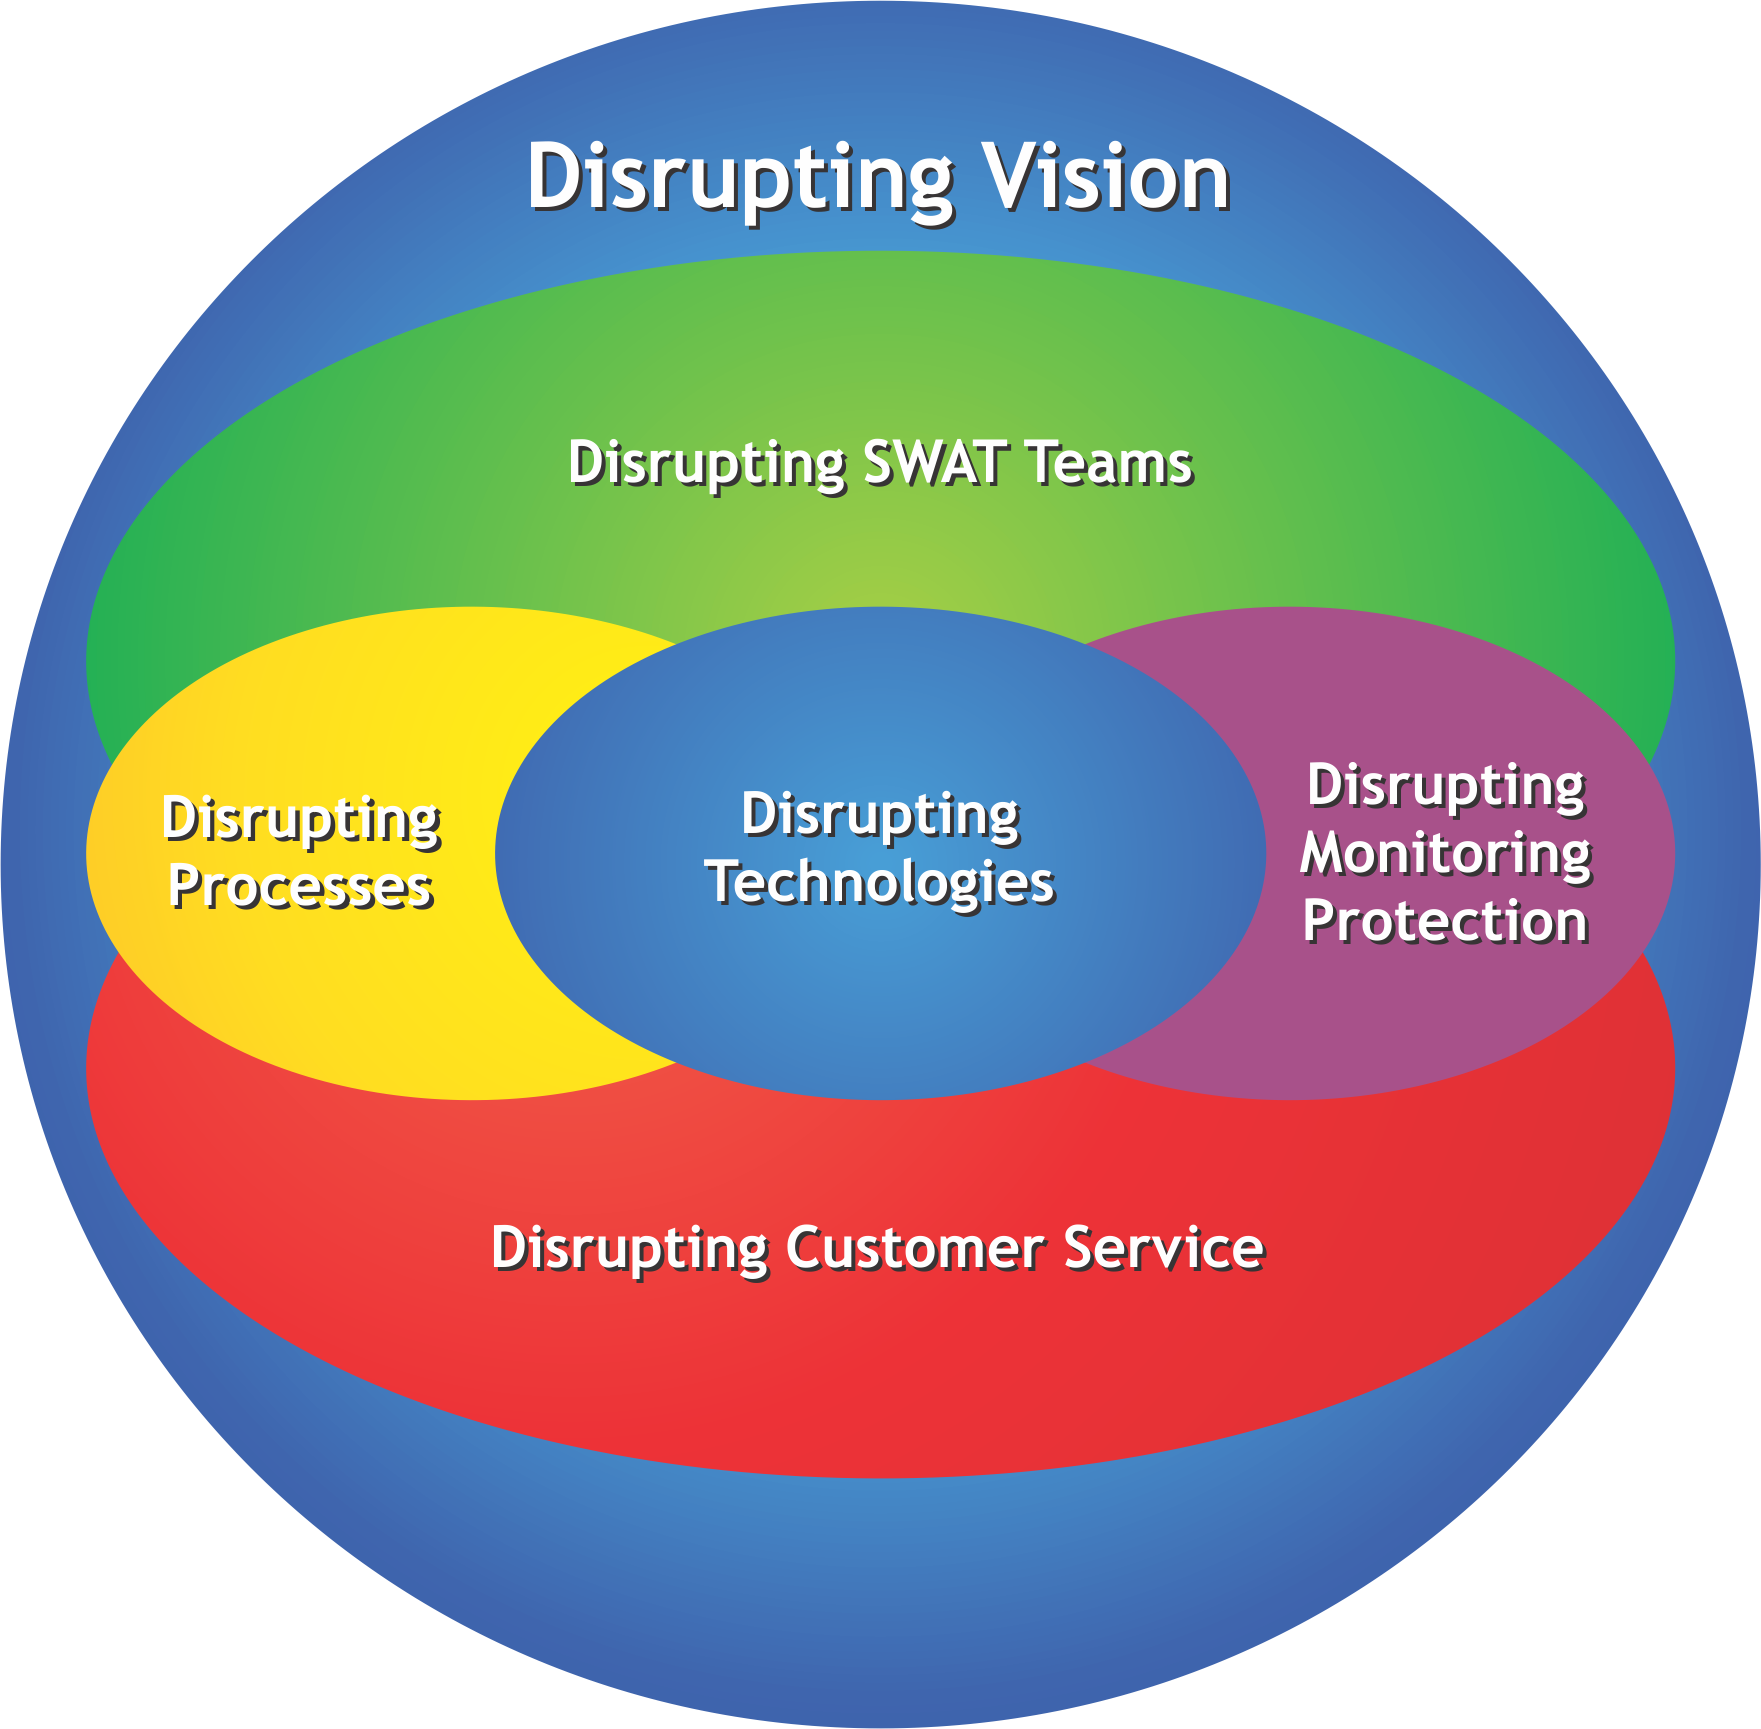 Disrupting Vision
Disrupting SWAT Teams
Disrupting
Processes
Disrupting
Technologies
Disrupting
Monitoring
Protection
Disrupting Customer Service